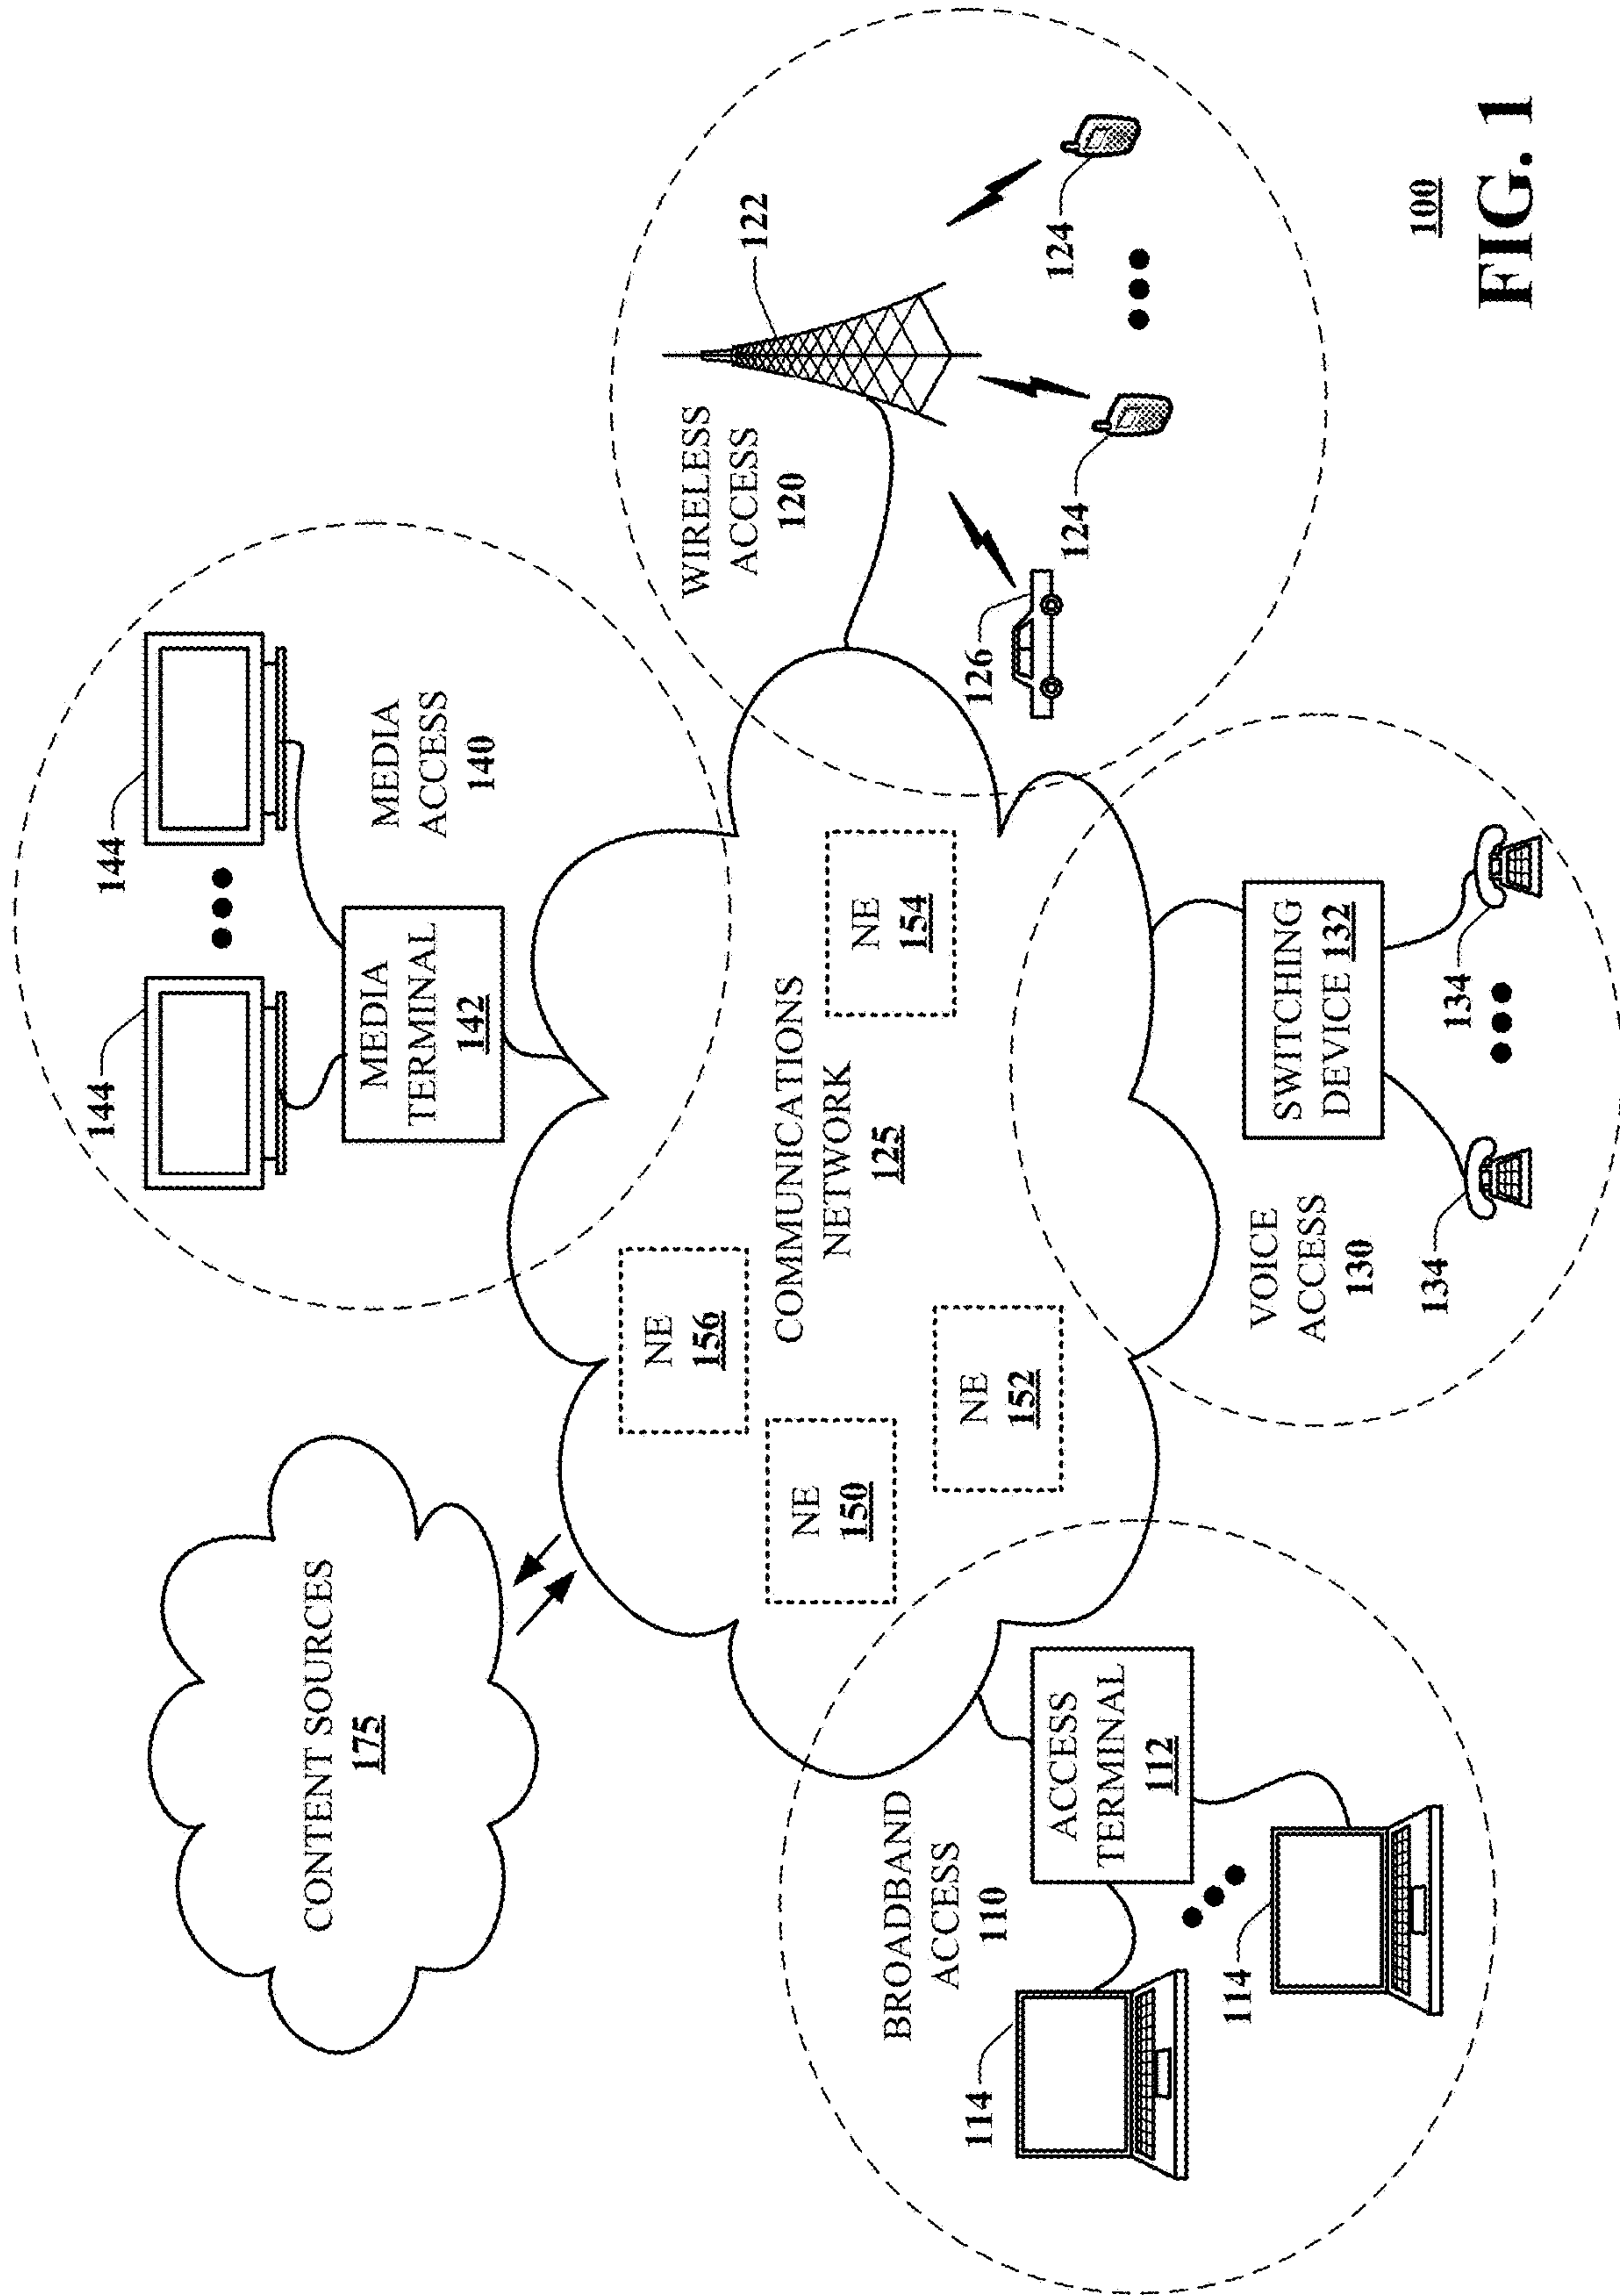 CONTENT SOURCES
175
144
144
MEDIA
TERMINAL
142
MEDIA
ACCESS
140
WIRELESS
ACCESS
120
122
NE
156
NE
150
COMMUNICATIONS
NETWORK
125
NE
154
NE
152
BROADBAND
ACCESS
110
ACCESS
TERMINAL
112
114
114
126
124
124
VOICE
ACCESS
130
SWITCHING
DEVICE 132
134
134
100
FIG. 1